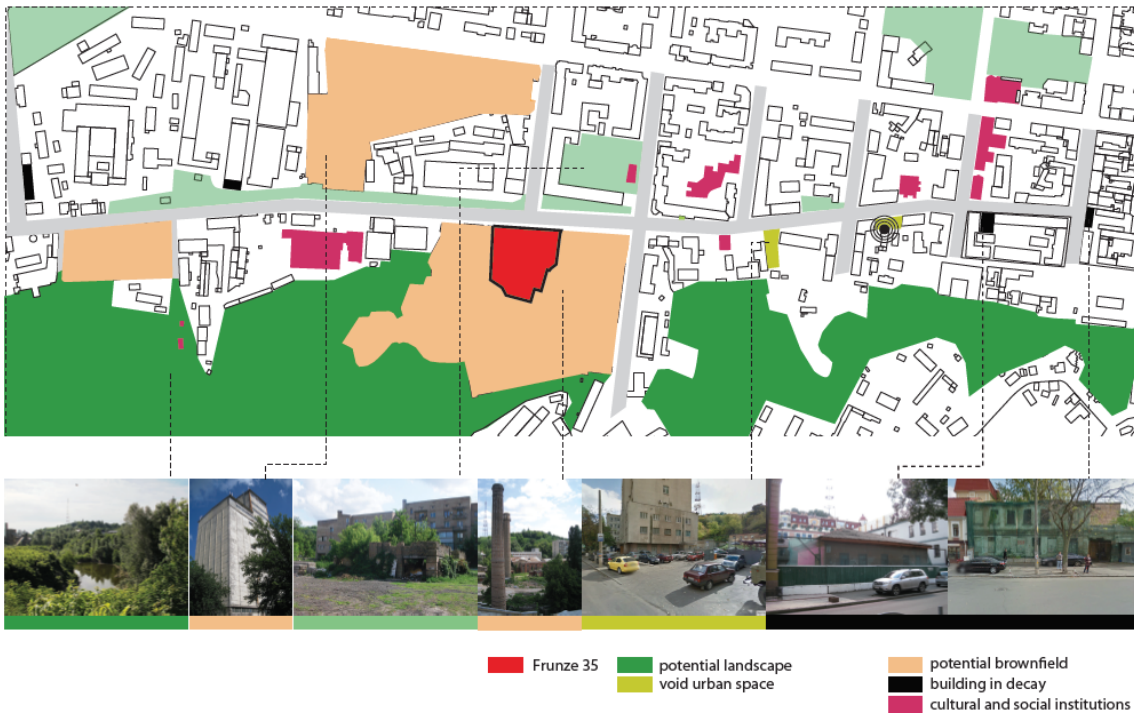 Frunze 35
potential landscape
void urban space
potential brownfield
building in decay
cultural and social institutions